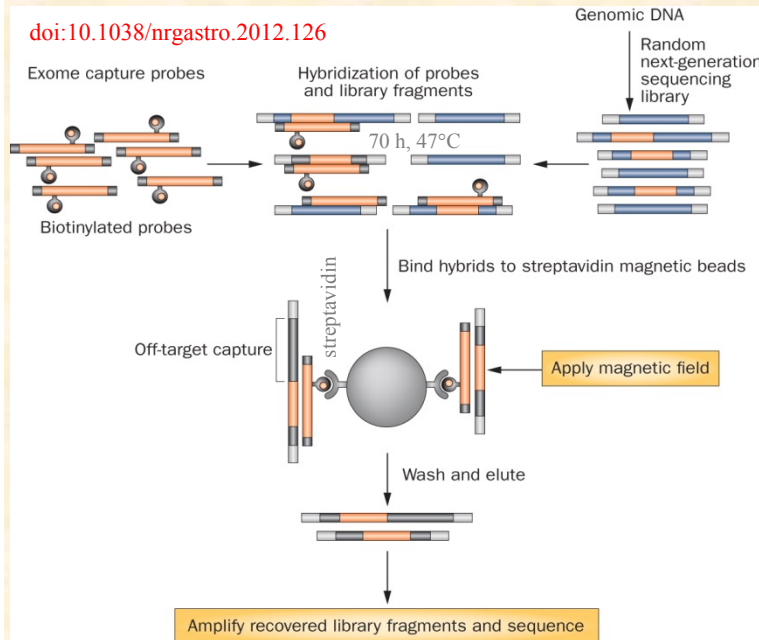 doi:10.1038/nrgastro.2012.126
Genomic DNA
Random
next-generation
sequencing
library
Exome capture probes
Hybridization of probes
and library fragments
70 h, 47°C
Biotinylated probes
Bind hybrids to streptavidin magnetic beads
streptavidin
Off-target capture
Apply magnetic field
Wash and elute
Amplify recovered library fragments and sequence